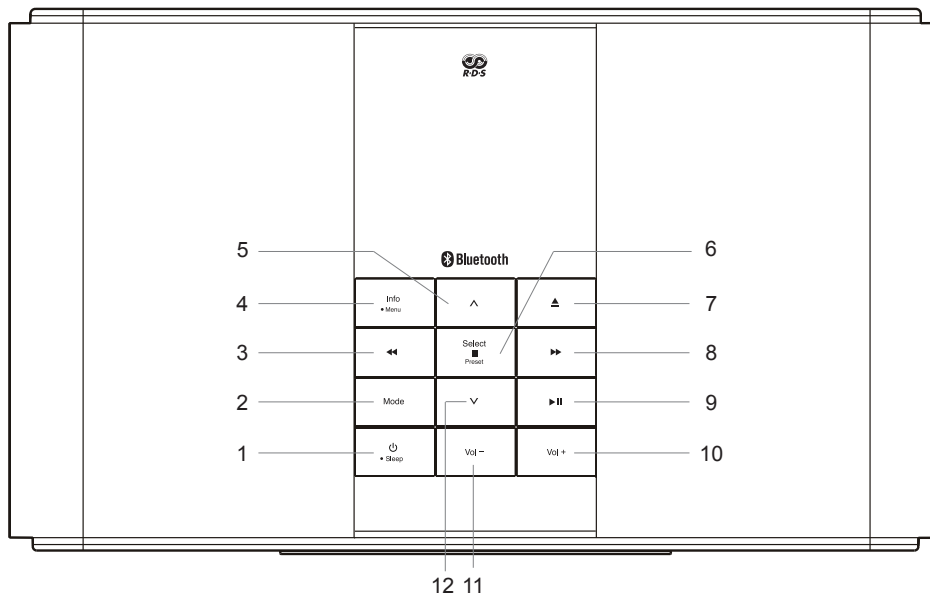 R·D·S
Bluetooth
5
6
4
Info
• Menu
7
3
Select
Preset
8
2
Mode
9
1
• Sleep
Vol −
Vol +
10
12 11